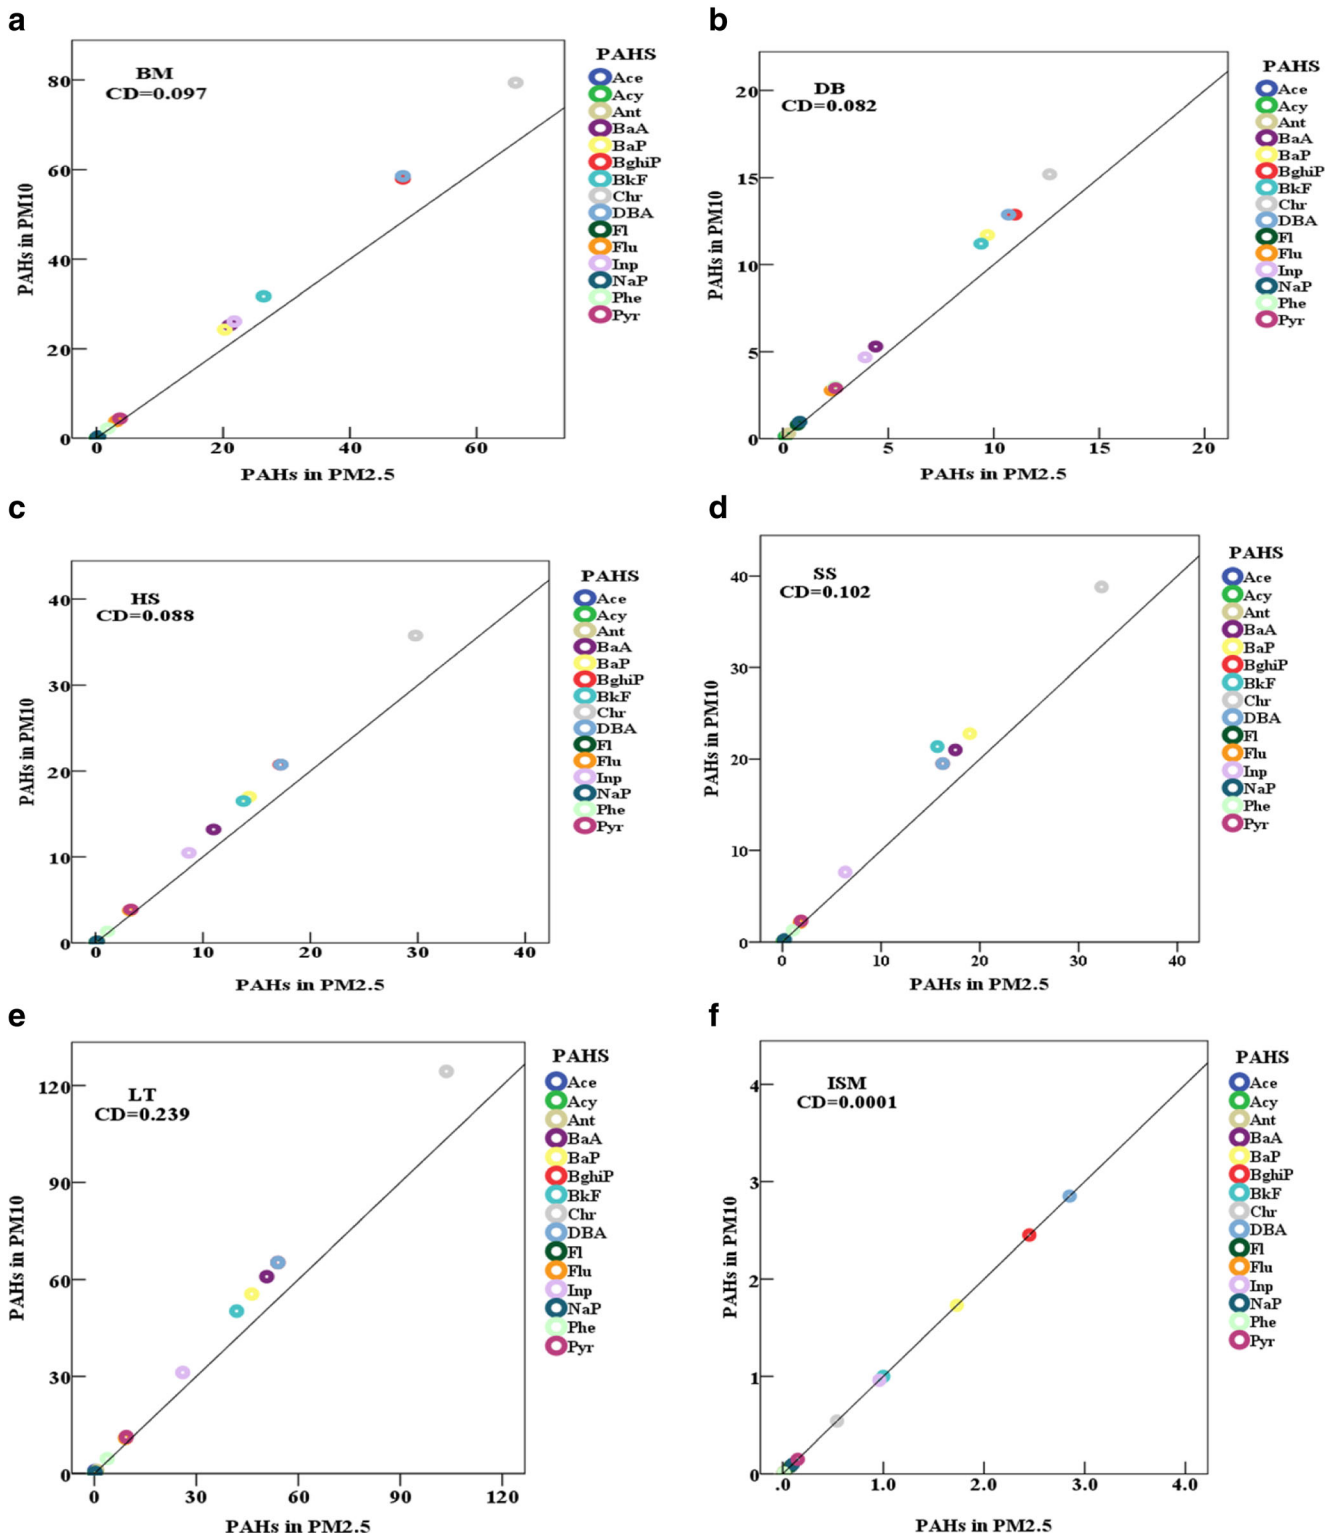 a
BM
CD=0.097
PAHs in PM10
80
60
40
20
0
0 20 40 60
PAHs in PM2.5
PAHS
Ace
Acy
Ant
BaA
BaP
BghiP
BkF
Chr
DBA
Fl
Flu
Inp
NaP
Phe
Pyr
b
DB
CD=0.082
PAHs in PM10
20
15
10
5
0
0 5 10 15 20
PAHs in PM2.5
PAHS
Ace
Acy
Ant
BaA
BaP
BghiP
BkF
Chr
DBA
Fl
Flu
Inp
NaP
Phe
Pyr
c
HS
CD=0.088
PAHs in PM10
40
30
20
10
0
0 10 20 30 40
PAHs in PM2.5
PAHS
Ace
Acy
Ant
BaA
BaP
BghiP
BkF
Chr
DBA
Fl
Flu
Inp
NaP
Phe
Pyr
d
SS
CD=0.102
PAHs in PM10
40
30
20
10
0
0 10 20 30 40
PAHs in PM2.5
PAHS
Ace
Acy
Ant
BaA
BaP
BghiP
BkF
Chr
DBA
Fl
Flu
Inp
NaP
Phe
Pyr
e
LT
CD=0.239
PAHs in PM10
120
90
60
30
0
0 30 60 90 120
PAHs in PM2.5
PAHS
Ace
Acy
Ant
BaA
BaP
BghiP
BkF
Chr
DBA
Fl
Flu
Inp
NaP
Phe
Pyr
f
ISM
CD=0.0001
PAHs in PM10
4
3
2
1
0
.0 1.0 2.0 3.0 4.0
PAHs in PM2.5
PAHS
Ace
Acy
Ant
BaA
BaP
BghiP
BkF
Chr
DBA
Fl
Flu
Inp
NaP
Phe
Pyr